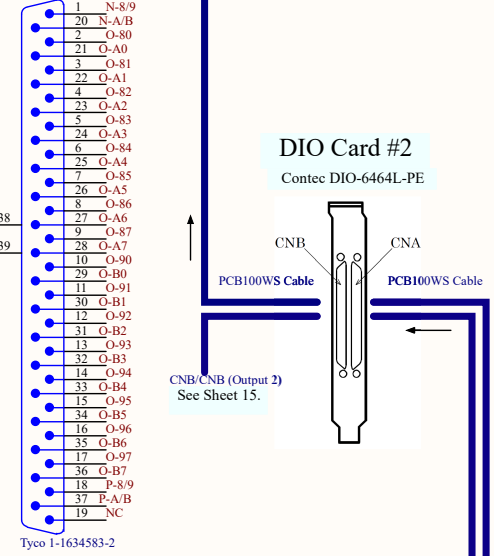 1 N-8/9
20 N-A/B
2 O-80
21 O-A0
3 O-81
22 O-A1
4 O-82
23 O-A2
5 O-83
24 O-A3
6 O-84
25 O-A4
7 O-85
26 O-A5
8 O-86
27 O-A6
9 O-87
28 O-A7
10 O-90
29 O-B0
11 O-91
30 O-B1
12 O-92
31 O-B2
13 O-93
32 O-B3
14 O-94
33 O-B4
15 O-95
34 O-B5
16 O-96
35 O-B6
17 O-97
36 O-B7
18 P-8/9
37 P-A/B
19 NC
Tyco 1-1634583-2
38
39
DIO Card #2
Contec DIO-6464L-PE
CNB CNA
PCB100WS Cable PCB100WS Cable
CNB/CNB (Output 2)
See Sheet 15.